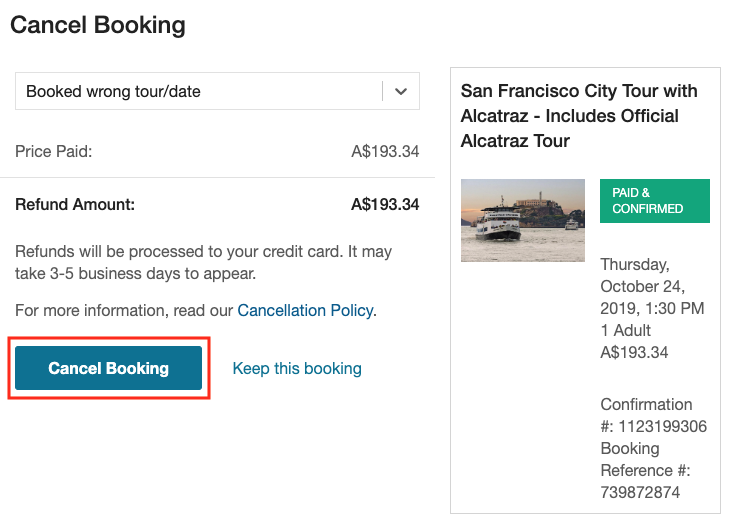 Cancel Booking
Booked wrong tour/date
Price Paid: A$193.34
Refund Amount: A$193.34
Refunds will be processed to your credit card. It may
take 3-5 business days to appear.
For more information, read our Cancellation Policy.
Cancel Booking
Keep this booking
San Francisco City Tour with
Alcatraz - Includes Official
Alcatraz Tour
PAID &
CONFIRMED
Thursday,
October 24,
2019, 1:30 PM
1 Adult
A$193.34
Confirmation
#: 1123199306
Booking
Reference #:
739872874